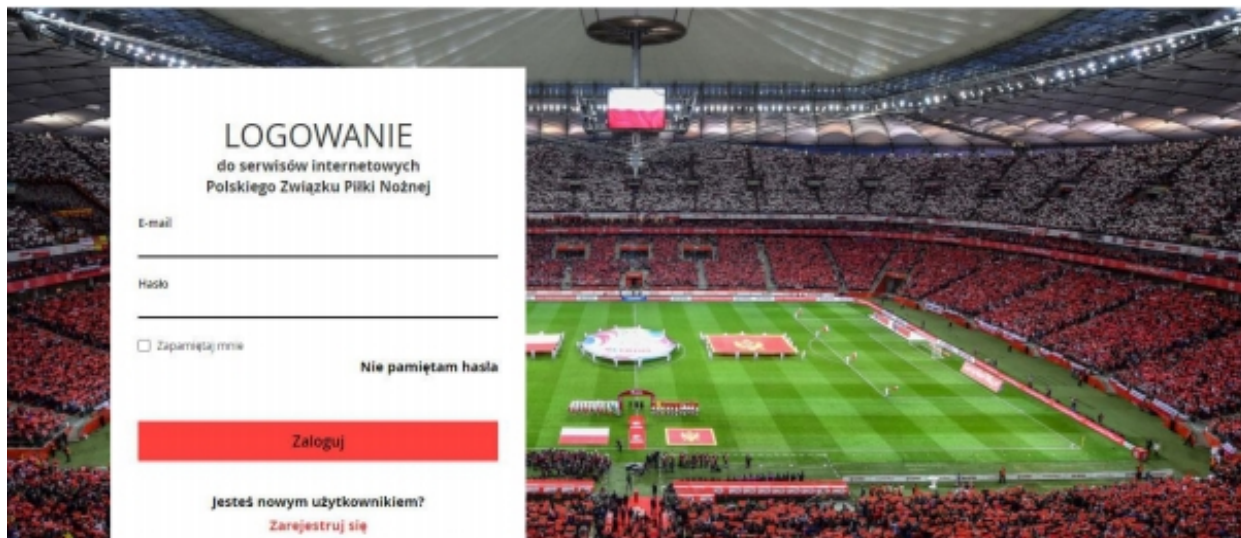 LOGOWANIE
do serwisów internetowych
Polskiego Związku Piłki Nożnej
E-mail
Hasło
Zapamiętaj mnie
Nie pamiętam hasła
Zaloguj
Jesteś nowym użytkownikiem?
Zarejestruj się